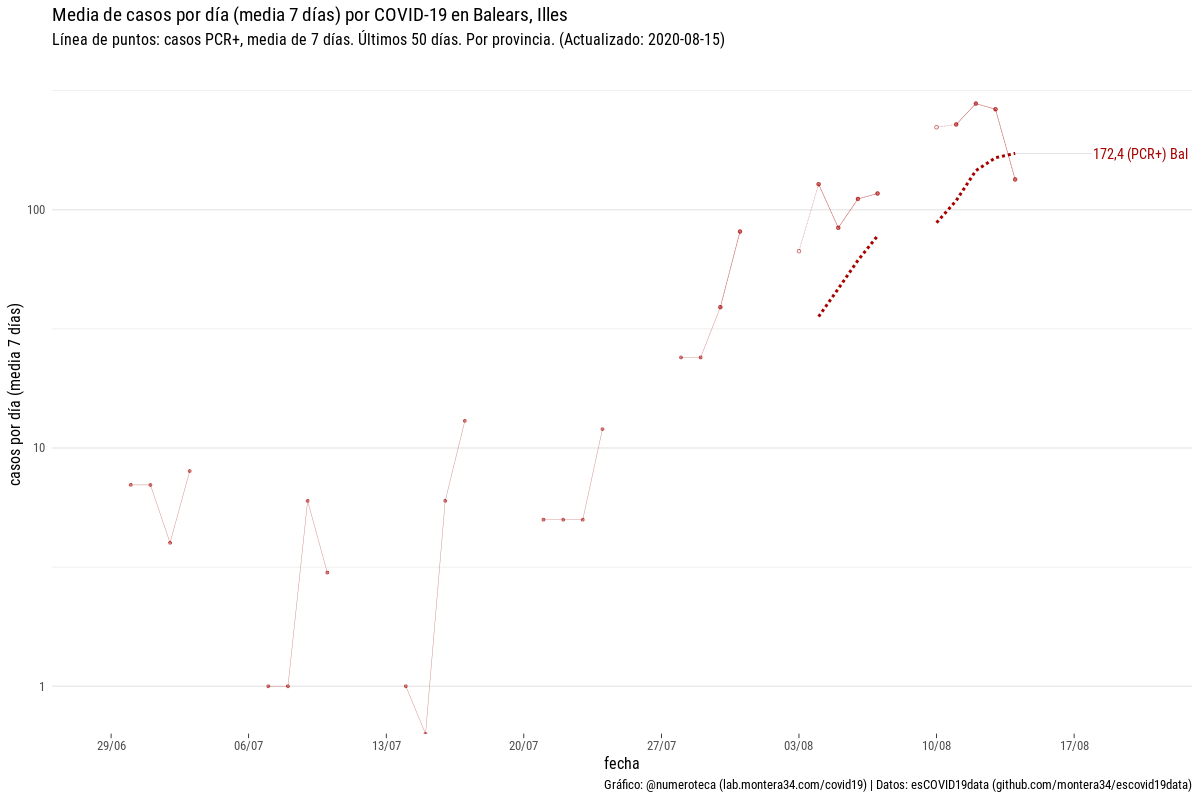 Media de casos por día (media 7 días) por COVID-19 en Balears, Illes
Línea de puntos: casos PCR+, media de 7 días. Últimos 50 días. Por provincia. (Actualizado: 2020-08-15)
172,4 (PCR+) Bal
100
10
1
casos por día (media 7 días)
29/06
06/07
13/07
20/07
27/07
03/08
10/08
17/08
fecha
Gráfico: @numeroteca (lab.montera34.com/covid19) | Datos: esCOVID19data (github.com/montera34/escovid19data)